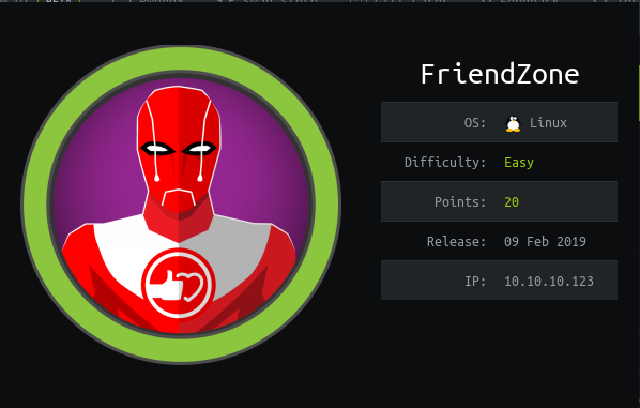 FriendZone
OS: Linux
Difficulty: Easy
Points: 20
Release: 09 Feb 2019
IP: 10.10.10.123